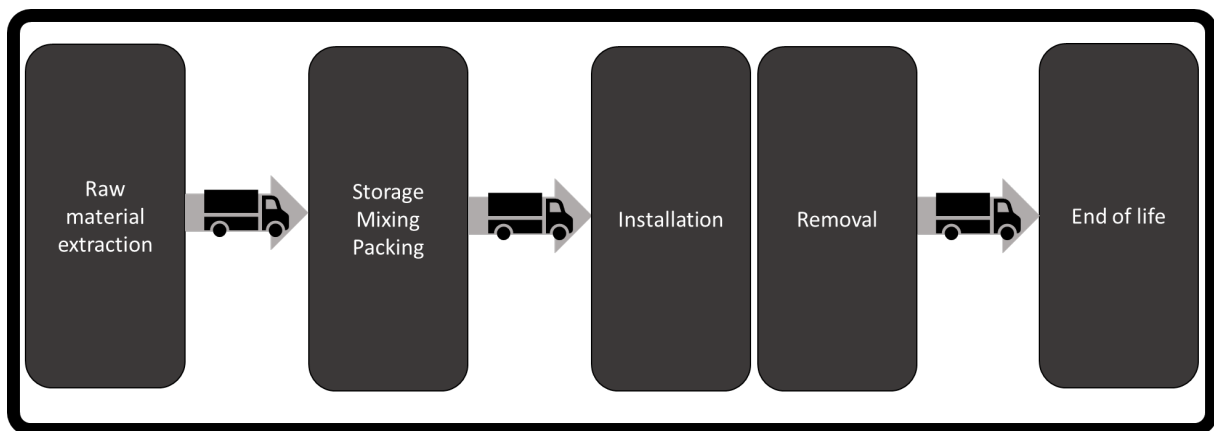 Raw
material
extraction
Storage
Mixing
Packing
Installation
Removal
End of life